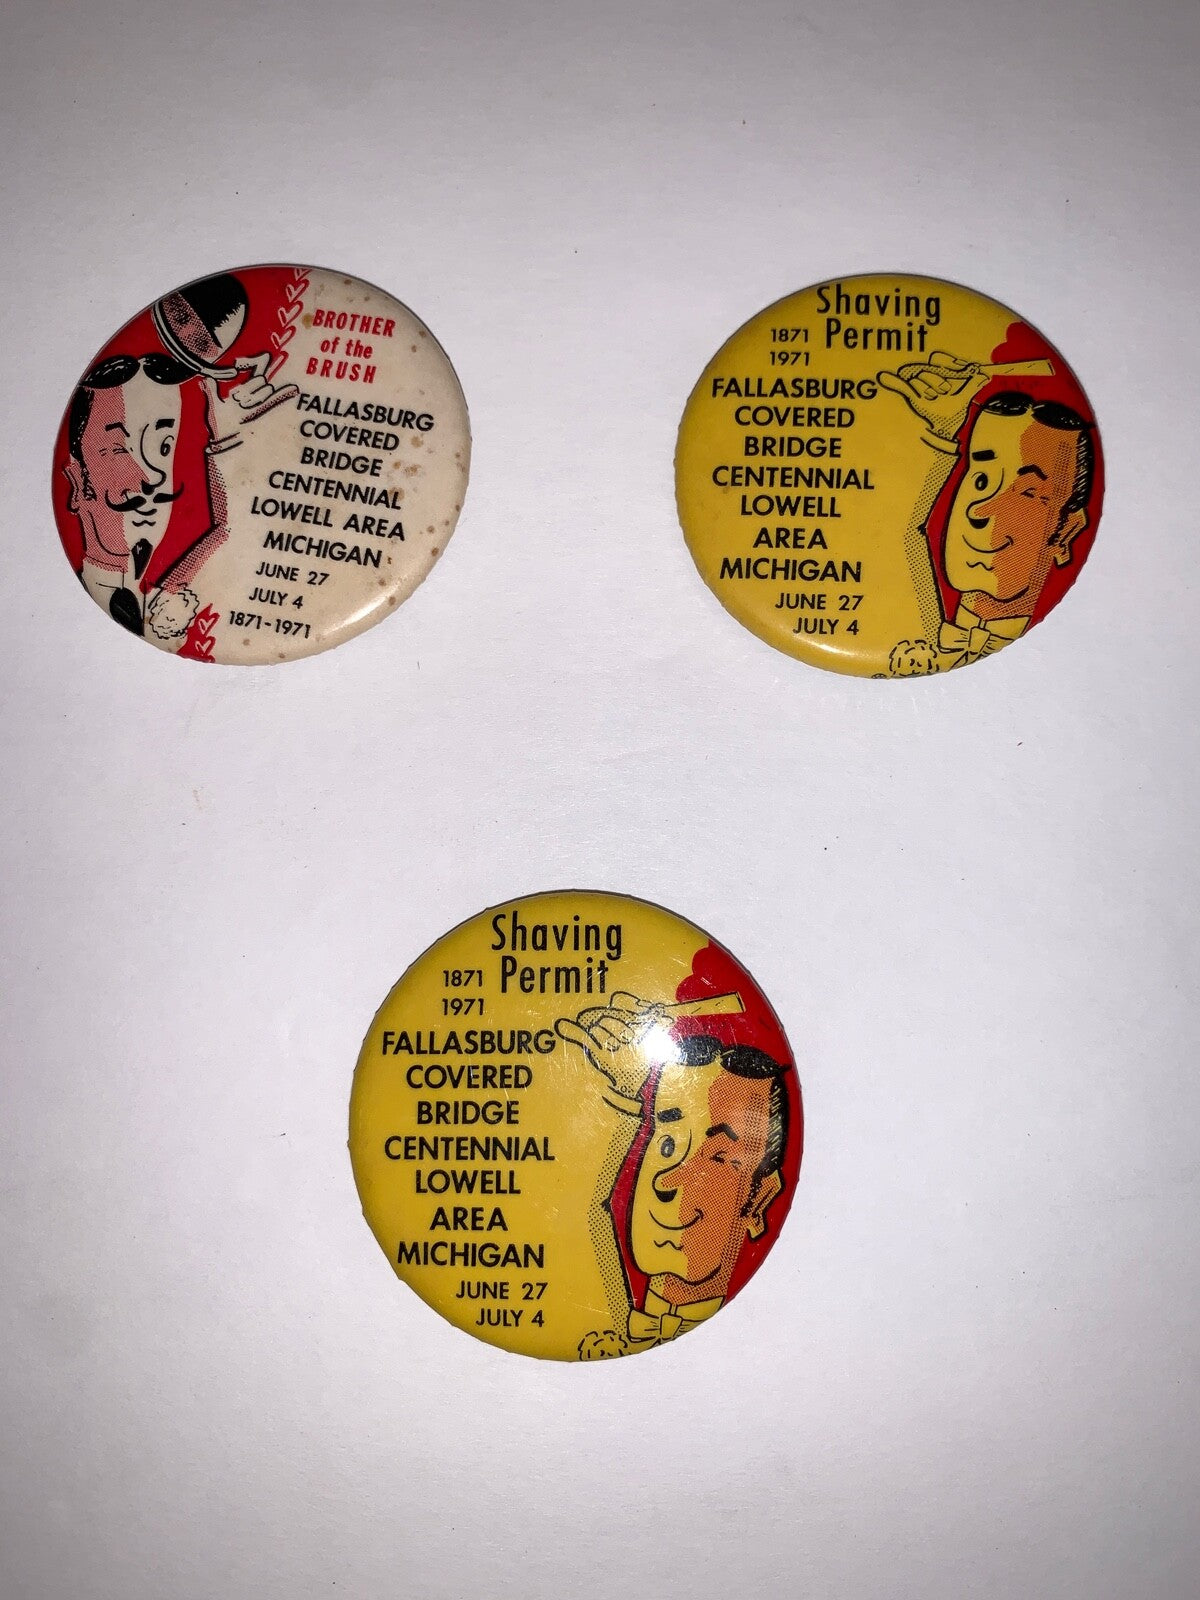 BROTHER
of the
BRUSH
FALLASBURG
COVERED
BRIDGE
CENTENNIAL
LOWELL AREA
MICHIGAN
JUNE 27
JULY 4
1871-1971
Shaving
Permit
1871
1971
FALLASBURG
COVERED
BRIDGE
CENTENNIAL
LOWELL
AREA
MICHIGAN
JUNE 27
JULY 4
Shaving
Permit
1871
1971
FALLASBURG
COVERED
BRIDGE
CENTENNIAL
LOWELL
AREA
MICHIGAN
JUNE 27
JULY 4